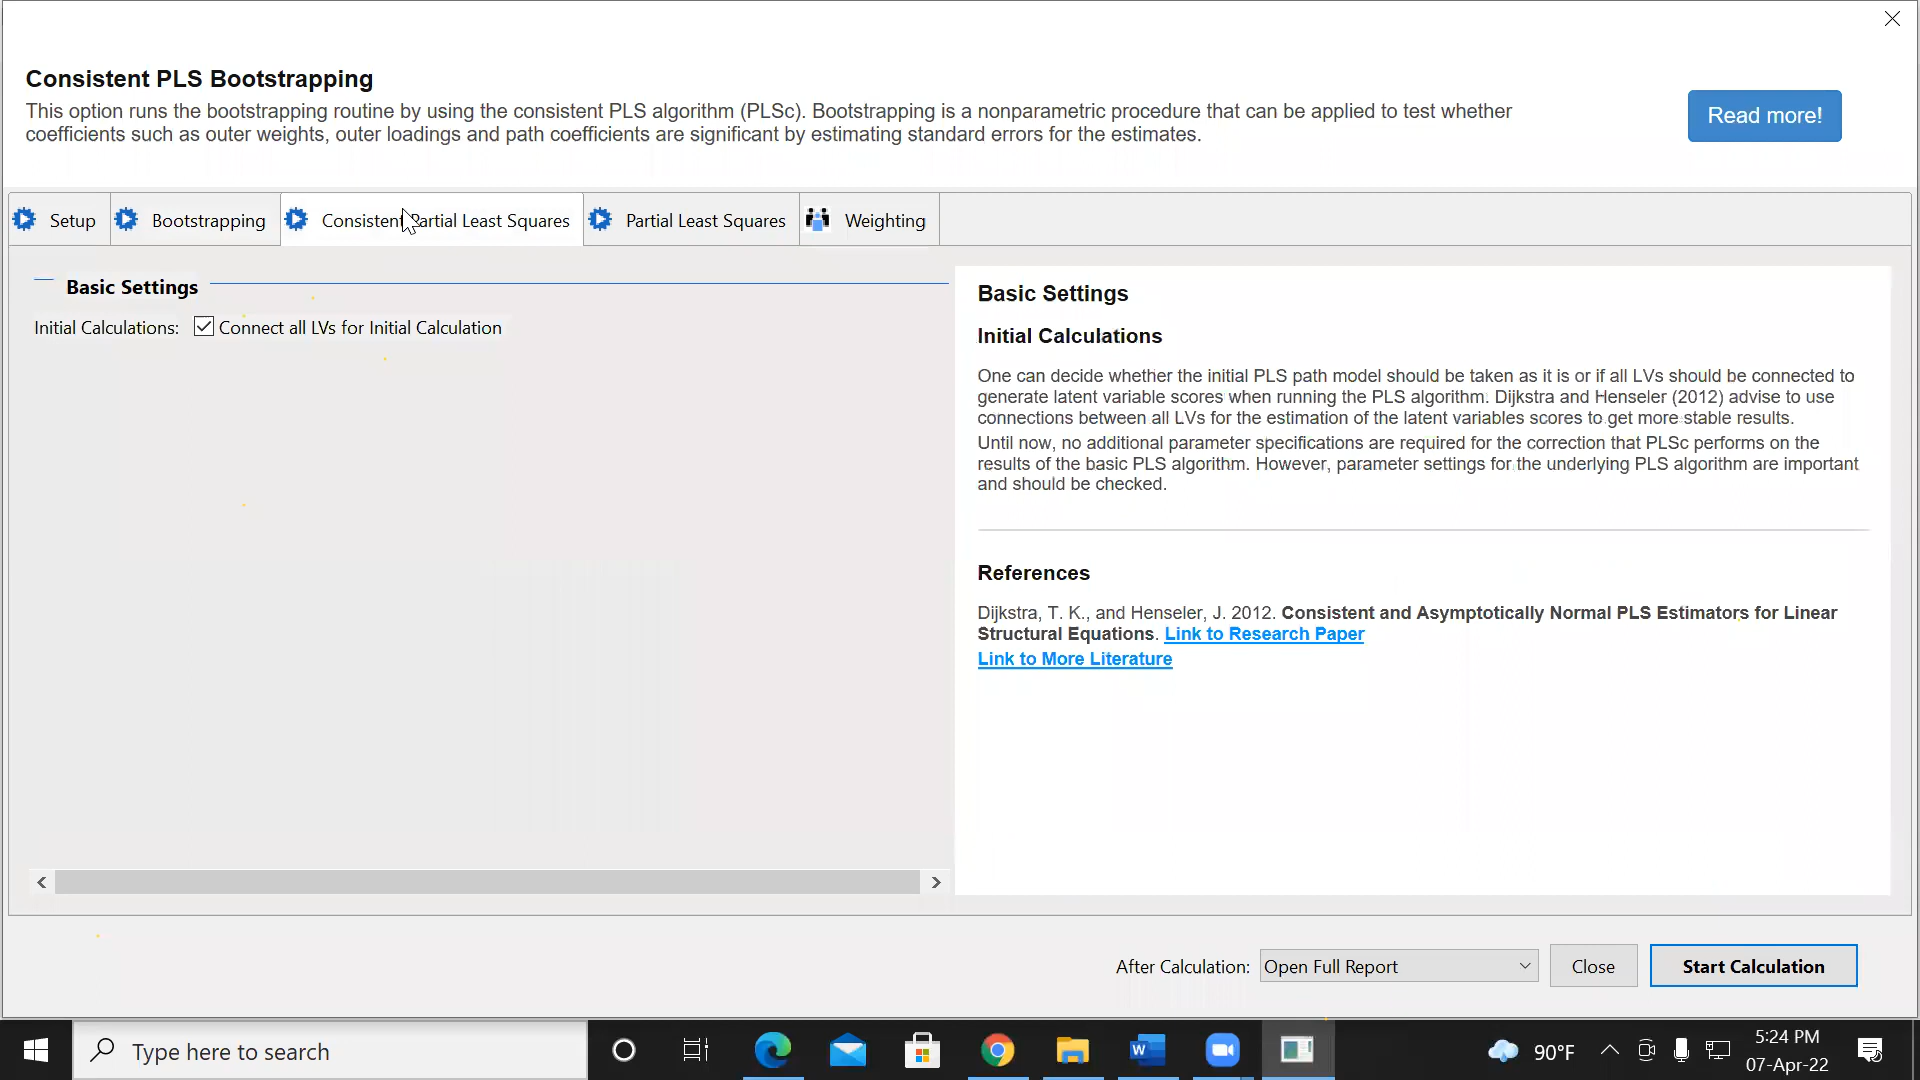 Consistent PLS Bootstrapping
This option runs the bootstrapping routine by using the consistent PLS algorithm (PLSc). Bootstrapping is a nonparametric procedure that can be applied to test whether
coefficients such as outer weights, outer loadings and path coefficients are significant by estimating standard errors for the estimates.
Read more!
Setup
Bootstrapping
Consistent Partial Least Squares
Partial Least Squares
Weighting
Basic Settings
Initial Calculations: Connect all LVs for Initial Calculation
Basic Settings
Initial Calculations
One can decide whether the initial PLS path model should be taken as it is or if all LVs should be connected to
generate latent variable scores when running the PLS algorithm. Dijkstra and Henseler (2012) advise to use
connections between all LVs for the estimation of the latent variables scores to get more stable results.
Until now, no additional parameter specifications are required for the correction that PLSc performs on the
results of the basic PLS algorithm. However, parameter settings for the underlying PLS algorithm are important
and should be checked.
References
Dijkstra, T. K., and Henseler, J. 2012. Consistent and Asymptotically Normal PLS Estimators for Linear
Structural Equations. Link to Research Paper
Link to More Literature
After Calculation: Open Full Report
Close
Start Calculation
Type here to search
90°F
5:24 PM
07-Apr-22